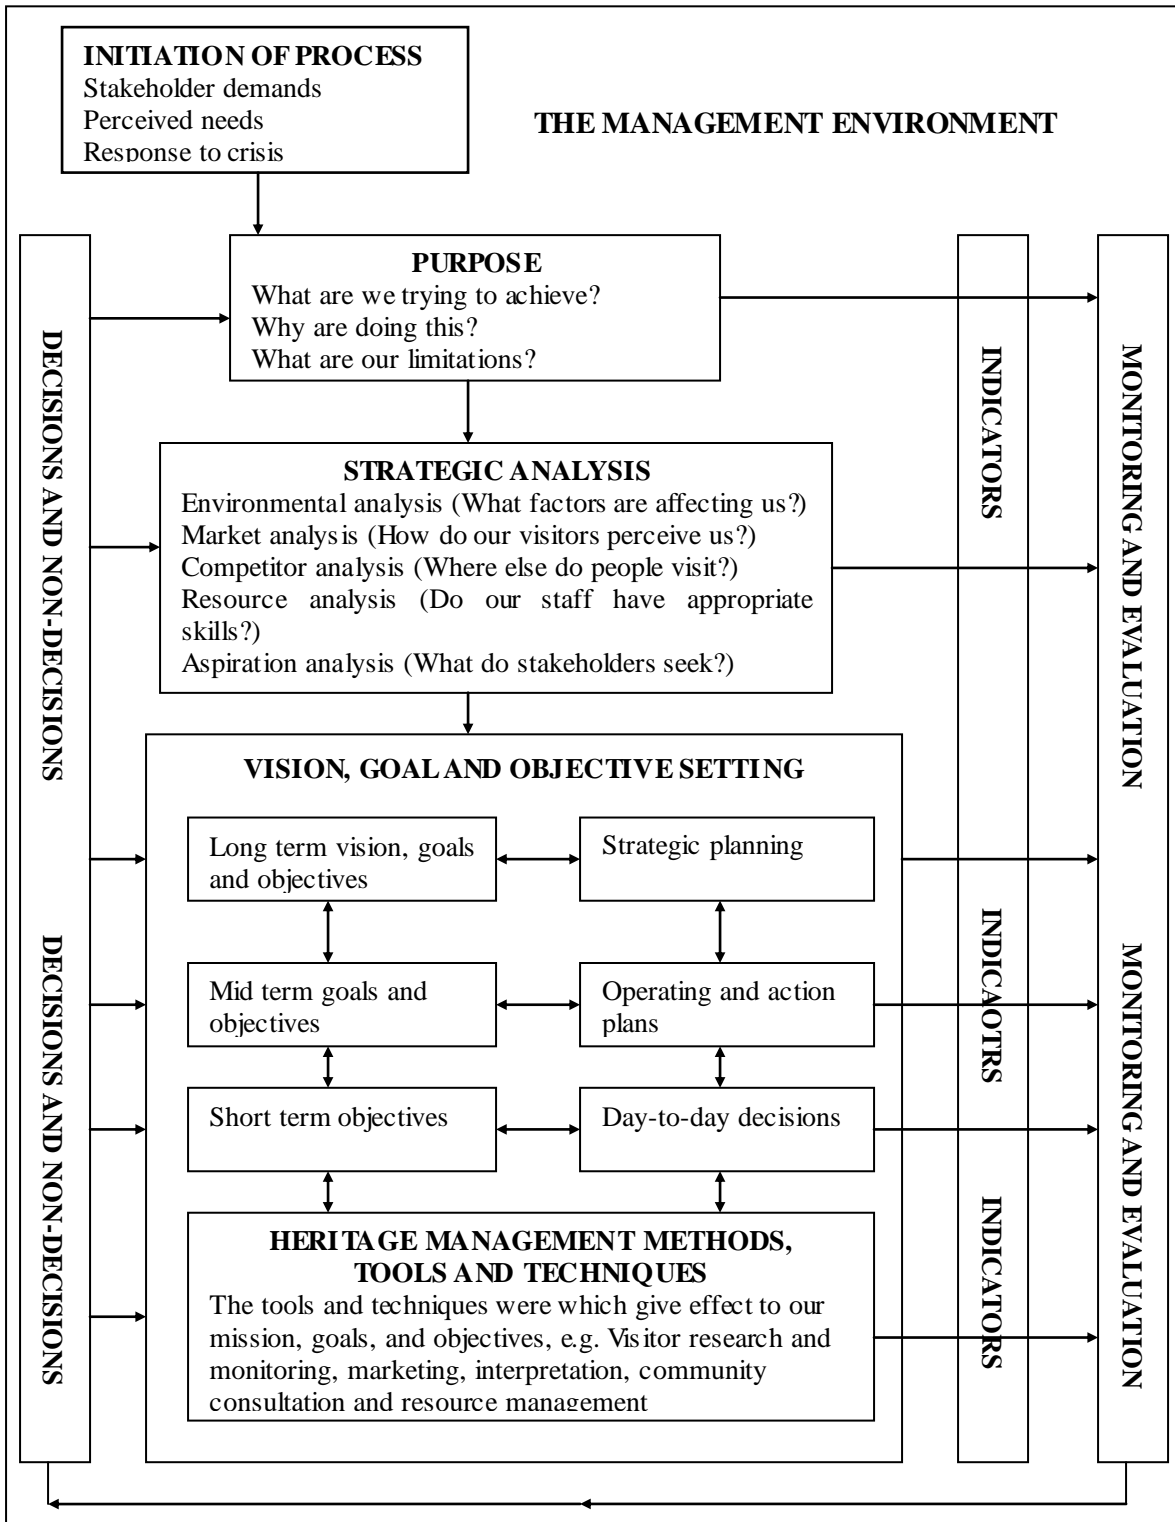 INITIATION OF PROCESS
Stakeholder demands
Perceived needs
Response to crisis
THE MANAGEMENT ENVIRONMENT
PURPOSE
What are we trying to achieve?
Why are doing this?
What are our limitations?
STRATEGIC ANALYSIS
Environmental analysis (What factors are affecting us?)
Market analysis (How do our visitors perceive us?)
Competitor analysis (Where else do people visit?)
Resource analysis (Do our staff have appropriate
skills?)
Aspiration analysis (What do stakeholders seek?)
VISION, GOAL AND OBJECTIVE SETTING
Long term vision, goals
and objectives
Strategic planning
Mid term goals and
objectives
Operating and action
plans
Short term objectives
Day-to-day decisions
HERITAGE MANAGEMENT METHODS,
TOOLS AND TECHNIQUES
The tools and techniques were which give effect to our
mission, goals, and objectives, e.g. Visitor research and
monitoring, marketing, interpretation, community
consultation and resource management
DECISIONS AND NON-DECISIONS
DECISIONS AND NON-DECISIONS
INDICATORS
INDICAOTRS
INDICATORS
MONITORING AND EVALUATION
MONITORING AND EVALUATION